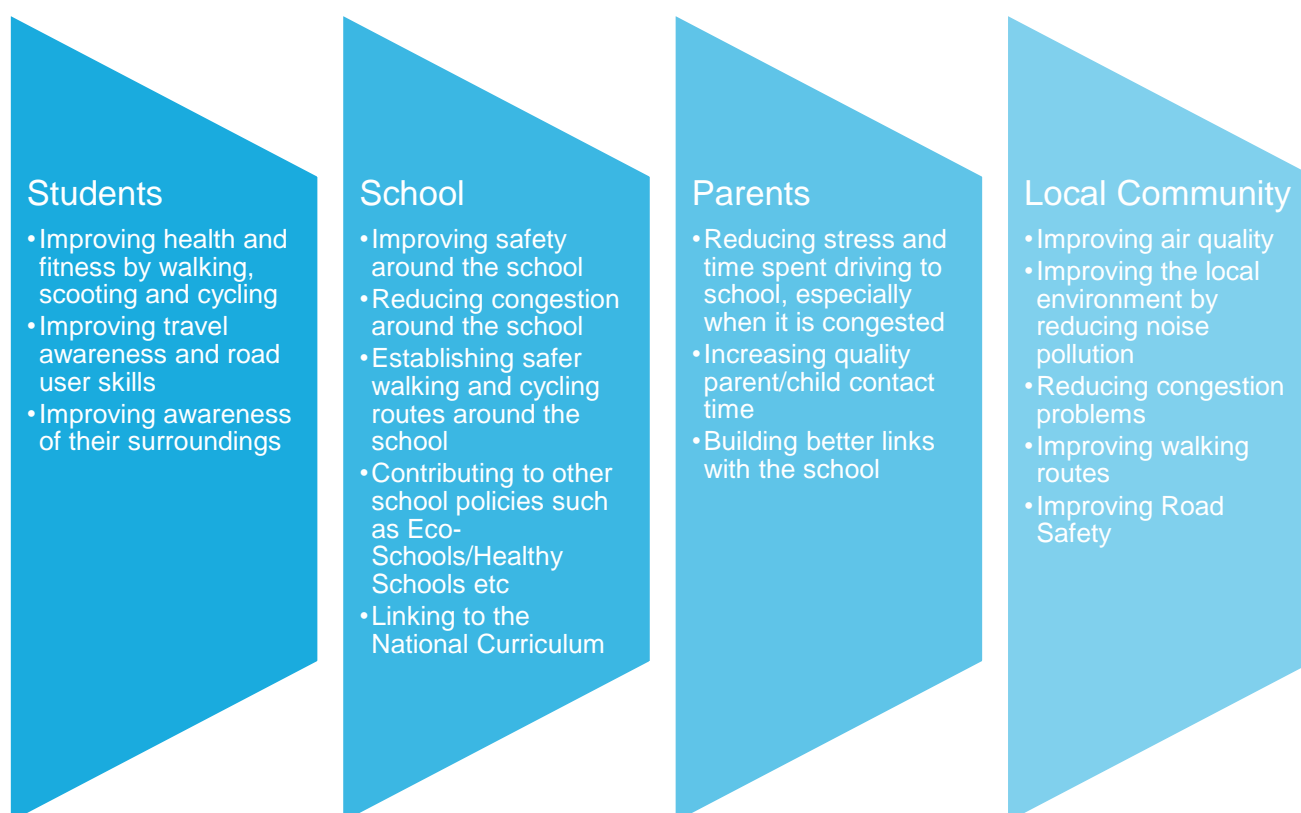 Students
•Improving health and
fitness by walking,
scooting and cycling
•Improving travel
awareness and road
user skills
•Improving awareness
of their surroundings
School
•Improving safety
around the school
•Reducing congestion
around the school
•Establishing safer
walking and cycling
routes around the
school
•Contributing to other
school policies such
as Eco-
Schools/Healthy
Schools etc
•Linking to the
National Curriculum
Parents
•Reducing stress and
time spent driving to
school, especially
when it is congested
•Increasing quality
parent/child contact
time
•Building better links
with the school
Local Community
•Improving air quality
•Improving the local
environment by
reducing noise
pollution
•Reducing congestion
problems
•Improving walking
routes
•Improving Road
Safety